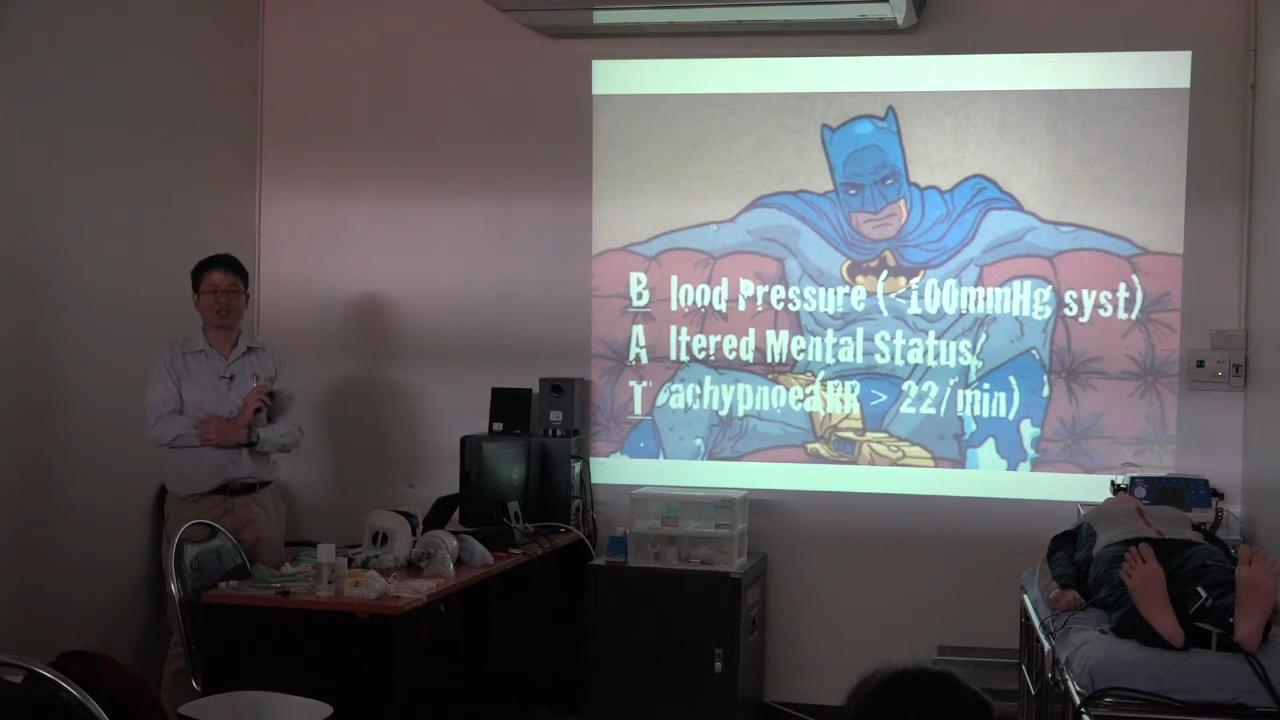 B lood Pressure (<100mmHg syst)
A ltered Mental Status
T achypnoea(RR > 22/min)